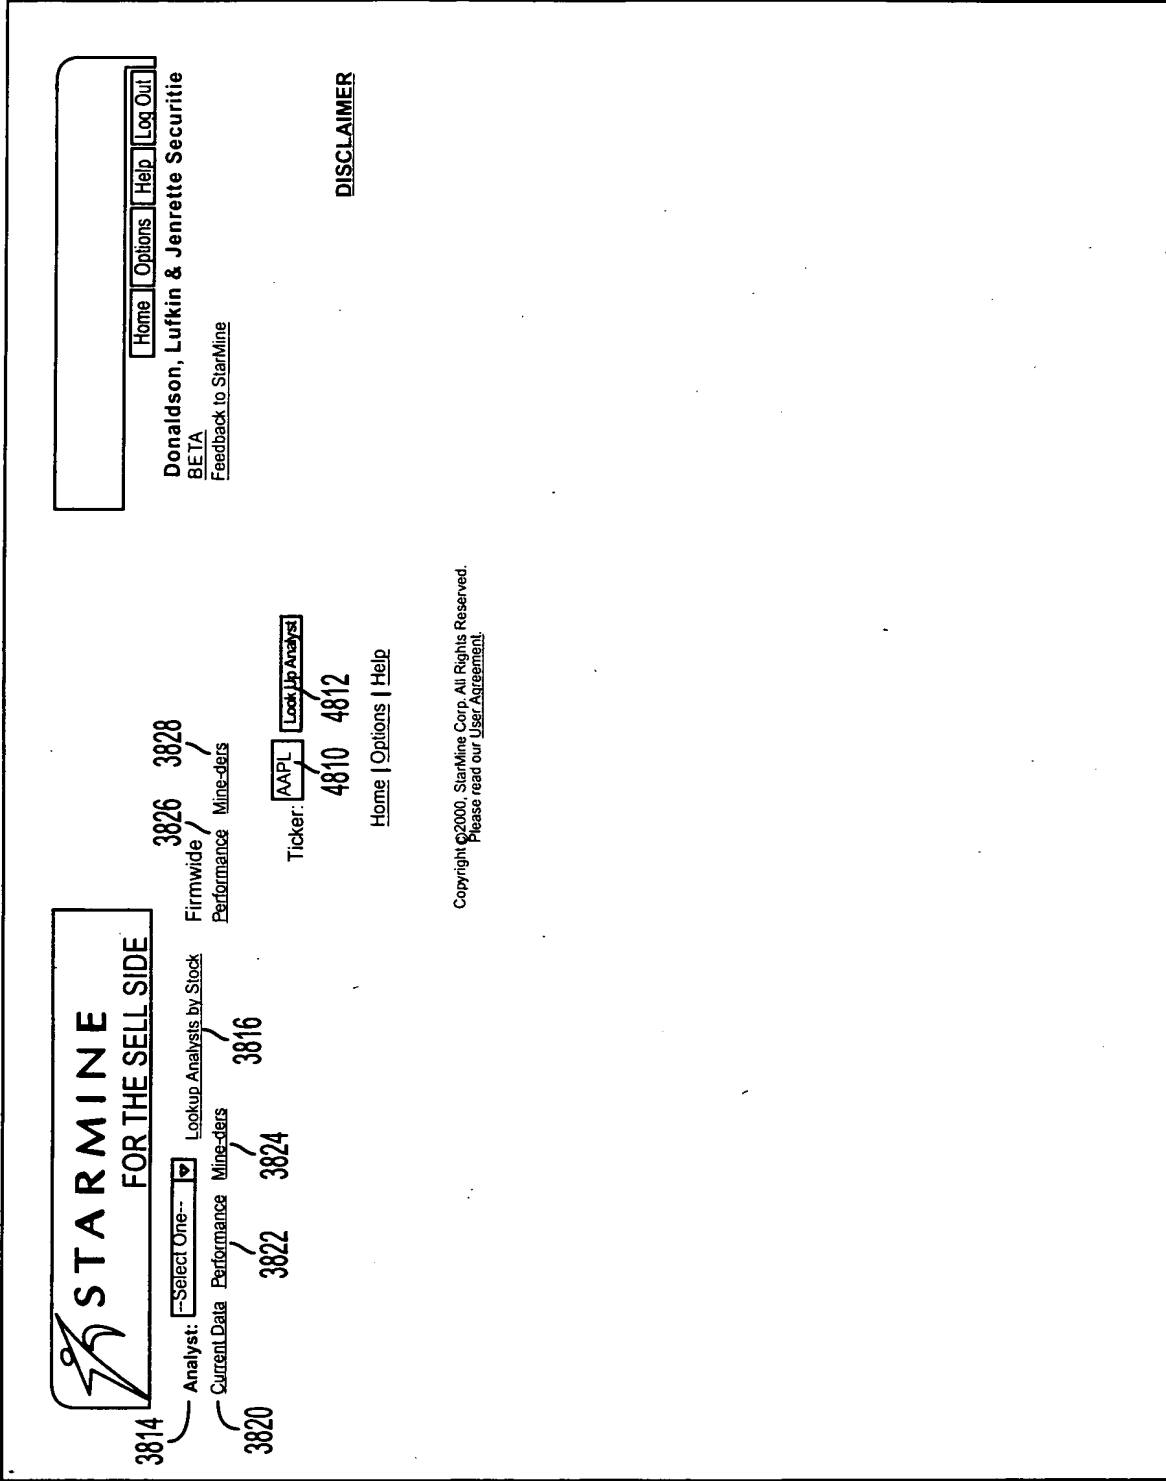 STARMINE
FOR THE SELL SIDE
Home Options Help Log Out
3814
Analyst: --Select One--
Lookup Analysts by Stock
3826 3828
Firmwide
Donaldson, Lufkin & Jenrette Securitie
BETA
3820
Current Data Performance Mine-ders
Performance Mine-ders
Feedback to StarMine
3822 3824 3816
Ticker: AAPL Look Up Analyst
4810 4812
DISCLAIMER
Home | Options | Help
Copyright ©2000, StarMine Corp. All Rights Reserved.
Please read our User Agreement.